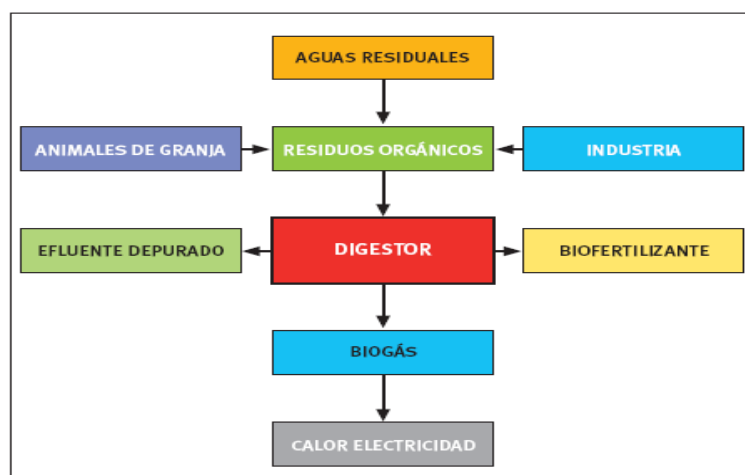 AGUAS RESIDUALES
ANIMALES DE GRANJA
RESIDUOS ORGÁNICOS
INDUSTRIA
EFLUENTE DEPURADO
DIGESTOR
BIOFERTILIZANTE
BIOGÁS
CALOR ELECTRICIDAD